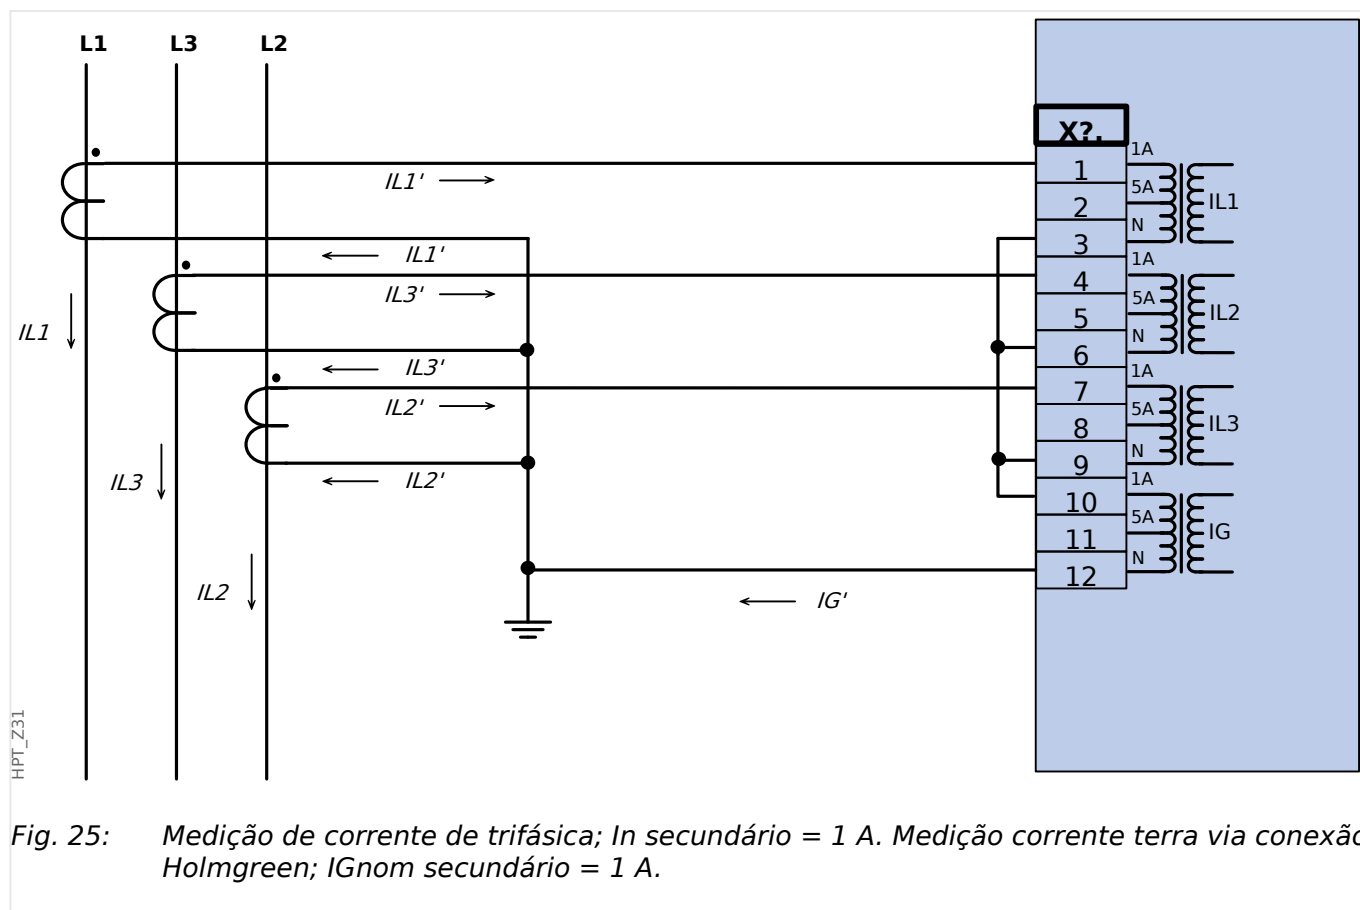 L1 L3 L2
X?.
1A
1
IL1'
5A
IL1
2
N
3
IL1'
1A
4
IL3'
5A
IL2
5
IL1
N
6
IL3'
1A
7
IL2'
5A
IL3
8
N
9
IL2'
IL3
1A
10
5A
IG
11
N
12
IL2
IG'
HPT_Z31
Fig. 25: Medição de corrente de trifásica; In secundário = 1 A. Medição corrente terra via conexão
Holmgreen; IGnom secundário = 1 A.